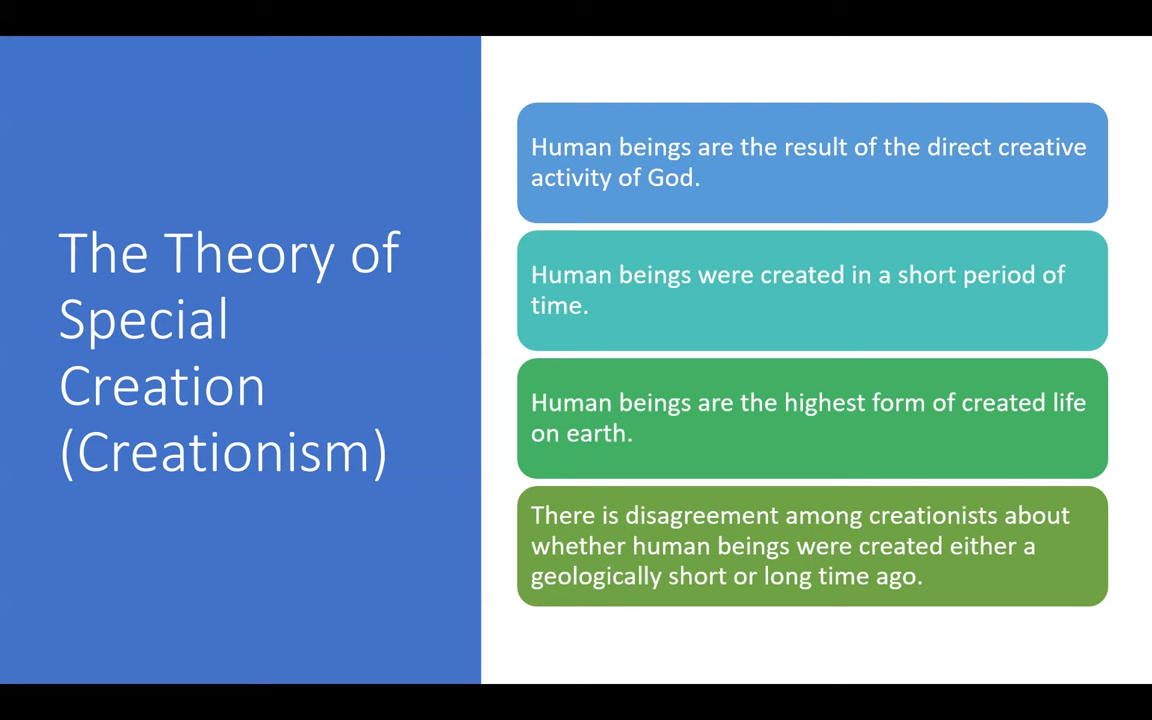 The Theory of
Special
Creation
(Creationism)
Human beings are the result of the direct creative
activity of God.
Human beings were created in a short period of
time.
Human beings are the highest form of created life
on earth.
There is disagreement among creationists about
whether human beings were created either a
geologically short or long time ago.